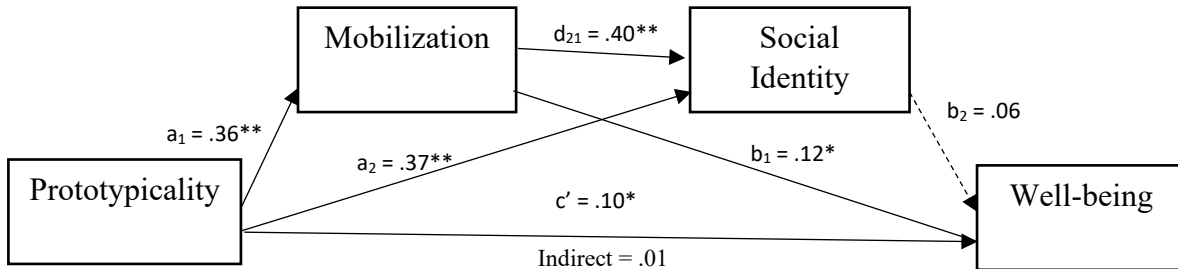 Mobilization
d₂₁ = .40**
Social
Identity
a₁ = .36**
b₂ = .06
a₂ = .37**
b₁ = .12*
Prototypicality
c’ = .10*
Well-being
Indirect = .01